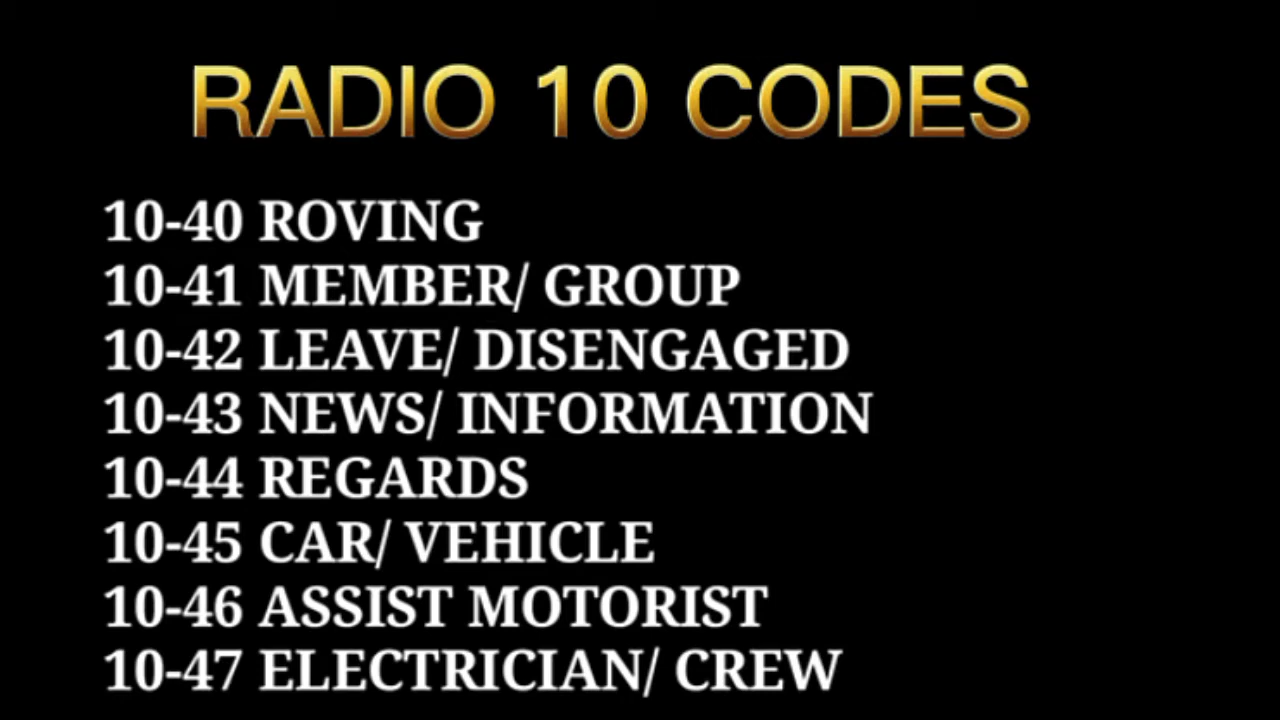 RADIO 10 CODES
10-40 ROVING
10-41 MEMBER/ GROUP
10-42 LEAVE/ DISENGAGED
10-43 NEWS/ INFORMATION
10-44 REGARDS
10-45 CAR/ VEHICLE
10-46 ASSIST MOTORIST
10-47 ELECTRICIAN/ CREW